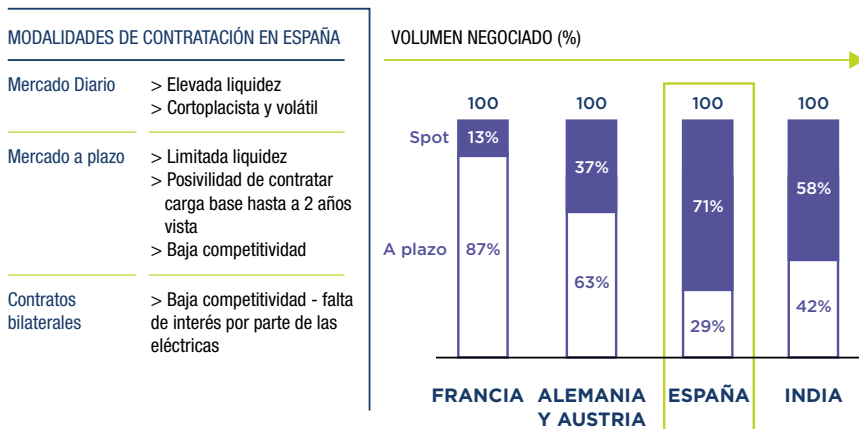 MODALIDADES DE CONTRATACIÓN EN ESPAÑA
Mercado Diario
> Elevada liquidez
> Cortoplacista y volátil
Mercado a plazo
> Limitada liquidez
> Posivilidad de contratar
carga base hasta a 2 años
vista
> Baja competitividad
Contratos
bilaterales
> Baja competitividad - falta
de interés por parte de las
eléctricas
VOLUMEN NEGOCIADO (%)
100 100 100 100
Spot 13% 37% 71% 58%
A plazo 87% 63% 29% 42%
FRANCIA ALEMANIA ESPAÑA INDIA
Y AUSTRIA